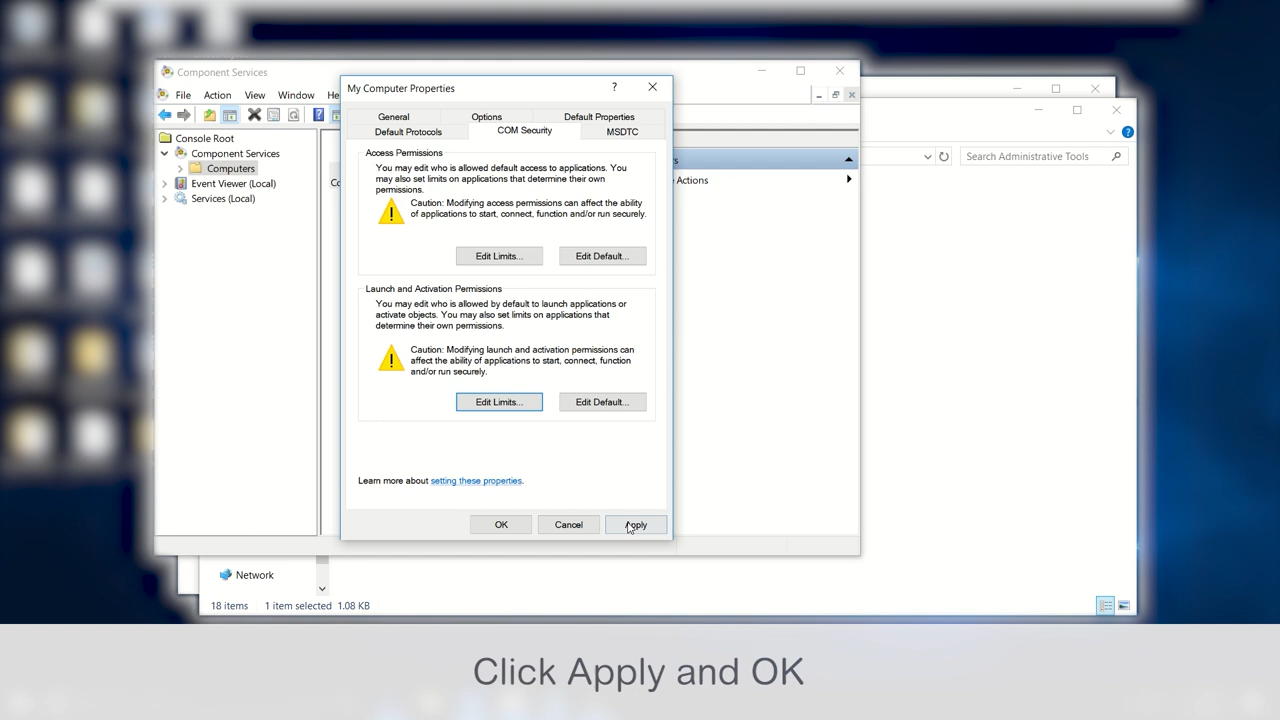 Component Services
File Action View Window He
Console Root
Component Services
Computers
Event Viewer (Local)
Services (Local)
My Computer Properties
?
General Options Default Properties
Default Protocols COM Security MSDTC
Access Permissions
You may edit who is allowed default access to applications. You
may also set limits on applications that determine their own
permissions.
Caution: Modifying access permissions can affect the ability
of applications to start, connect, function and/or run securely.
Edit Limits... Edit Default...
Launch and Activation Permissions
You may edit who is allowed by default to launch applications or
activate objects. You may also set limits on applications that
determine their own permissions.
Caution: Modifying launch and activation permissions can
affect the ability of applications to start, connect, function
and/or run securely.
Edit Limits... Edit Default...
Learn more about setting these properties.
OK Cancel Apply
Co
s
Actions
Search Administrative Tools
Network
18 items 1 item selected 1.08 KB
Click Apply and OK